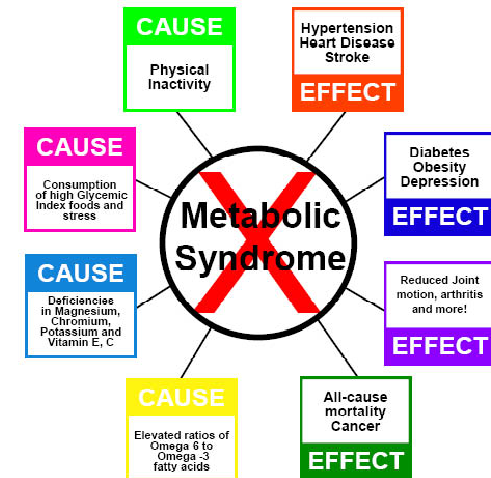 CAUSE
Physical
Inactivity
Hypertension
Heart Disease
Stroke
EFFECT
CAUSE
Consumption
of high Glycemic
Index foods and
stress
Diabetes
Obesity
Depression
EFFECT
Metabolic
Syndrome
CAUSE
Deficiencies
in Magnesium,
Chromium,
Potassium and
Vitamin E, C
Reduced Joint
motion, arthritis
and more!
EFFECT
CAUSE
Elevated ratios of
Omega 6 to
Omega -3
fatty acids
All-cause
mortality
Cancer
EFFECT